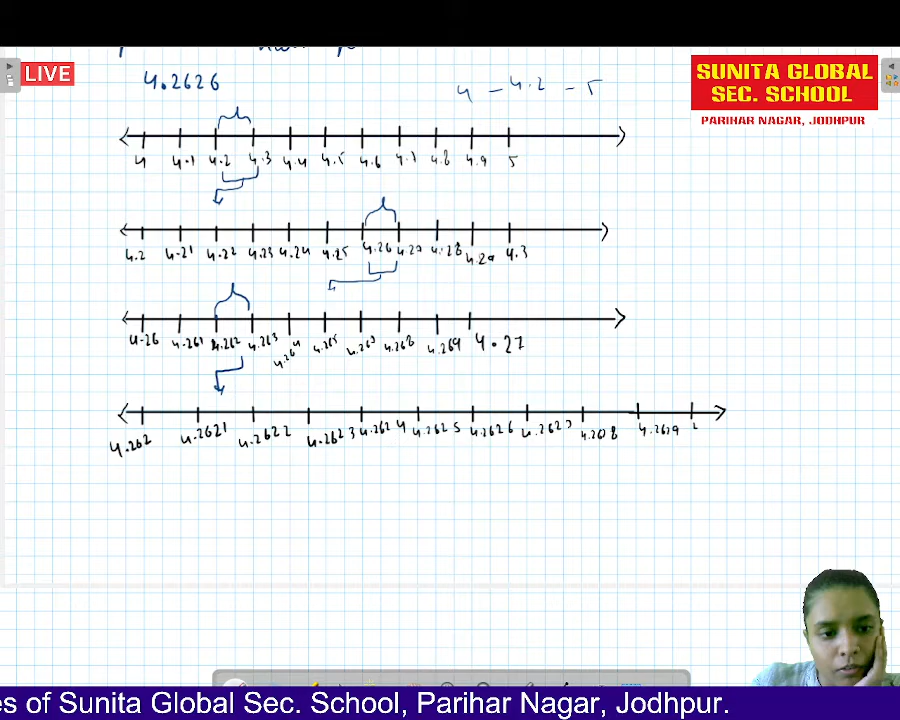 LIVE
4.2626
4 - 4.2 - 5
SUNITA GLOBAL
SEC. SCHOOL
PARIHAR NAGAR, JODHPUR
4 4.1 4.2 4.3 4.4 4.5 4.6 4.7 4.8 4.9 5
4.2 4.21 4.22 4.23 4.24 4.25 4.26 4.27 4.28 4.29 4.3
4.26 4.261 4.262 4.263 4.264 4.265 4.267 4.268 4.269 4.27
4.262 4.2621 4.2622 4.2623 4.2624 4.2625 4.2626 4.2627 4.2629
es of Sunita Global Sec. School, Parihar Nagar, Jodhpur.